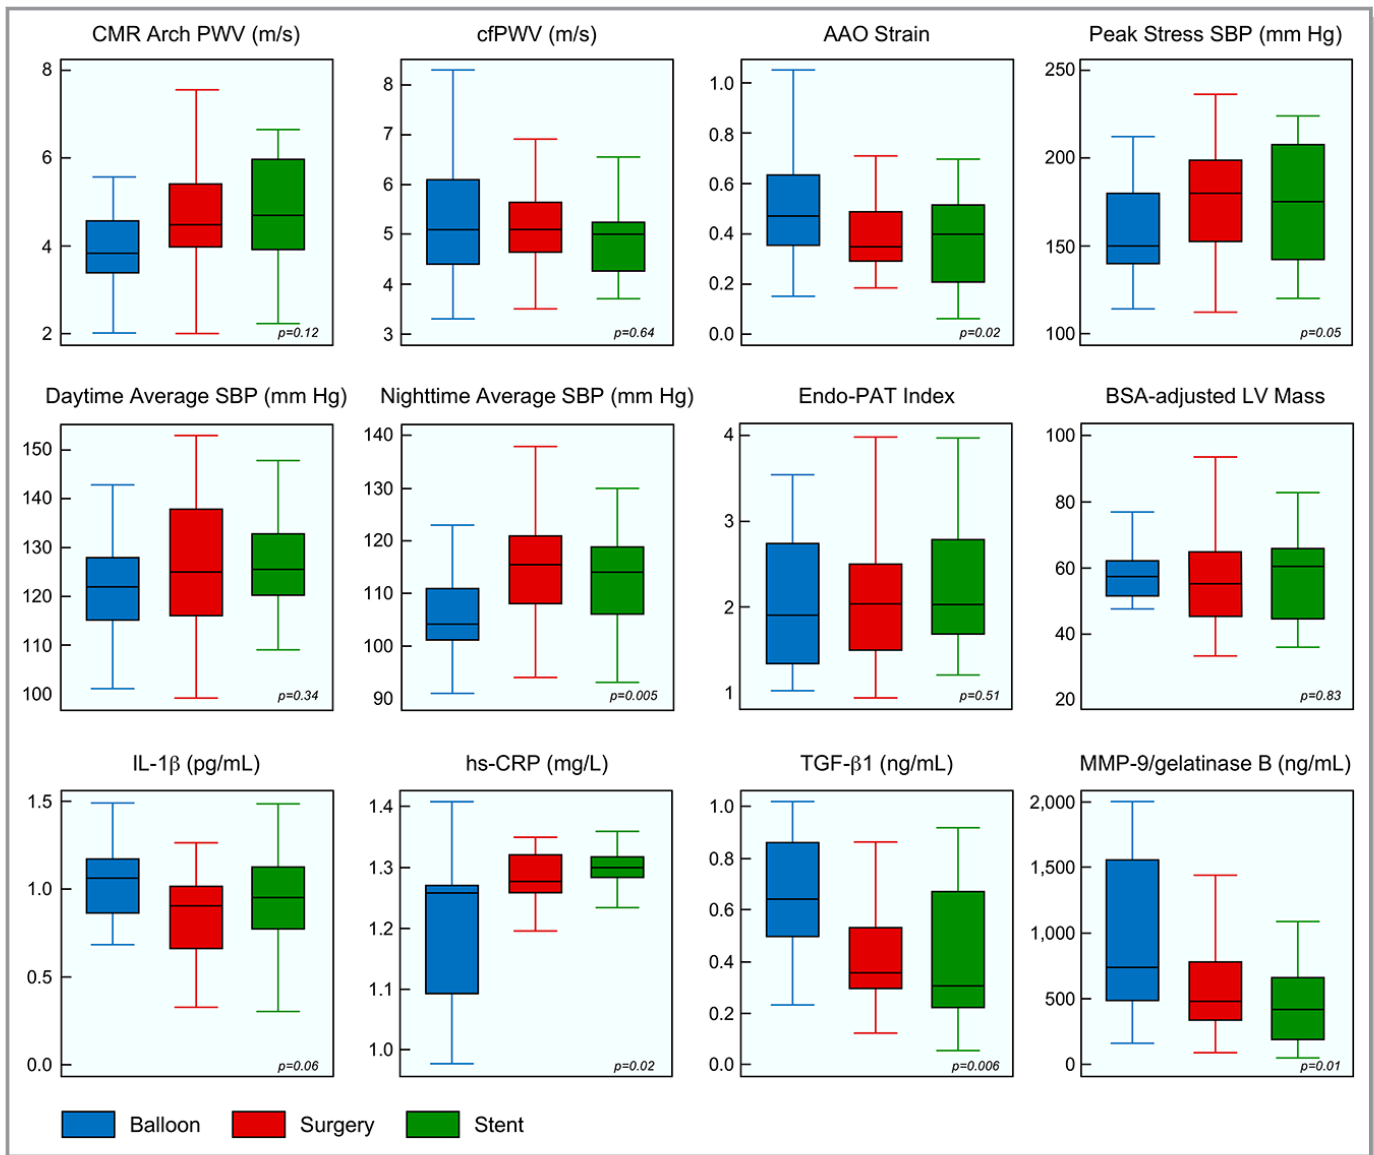 CMR Arch PWV (m/s) cfPWV (m/s) AAO Strain Peak Stress SBP (mm Hg)
8 8 1.0 250
7 0.8
6 6 0.6 200
5 0.4
4 4 0.2 150
2 3 0.0 100
p=0.12 p=0.64 p=0.02 p=0.05
Daytime Average SBP (mm Hg) Nighttime Average SBP (mm Hg) Endo-PAT Index BSA-adjusted LV Mass
150 140 4 100
140 130 3 80
130 120
120 110 2 60
110 100 40
100 90 1 20
p=0.34 p=0.005 p=0.51 p=0.83
IL-1β (pg/mL) hs-CRP (mg/L) TGF-β1 (ng/mL) MMP-9/gelatinase B (ng/mL)
1.5 1.4 1.0 2,000
1.3 0.8 1,500
1.0 1.2 0.6 1,000
0.5 1.1 0.4 500
0.2
0.0 1.0 0.0 0
p=0.06 p=0.02 p=0.006 p=0.01
Balloon Surgery Stent